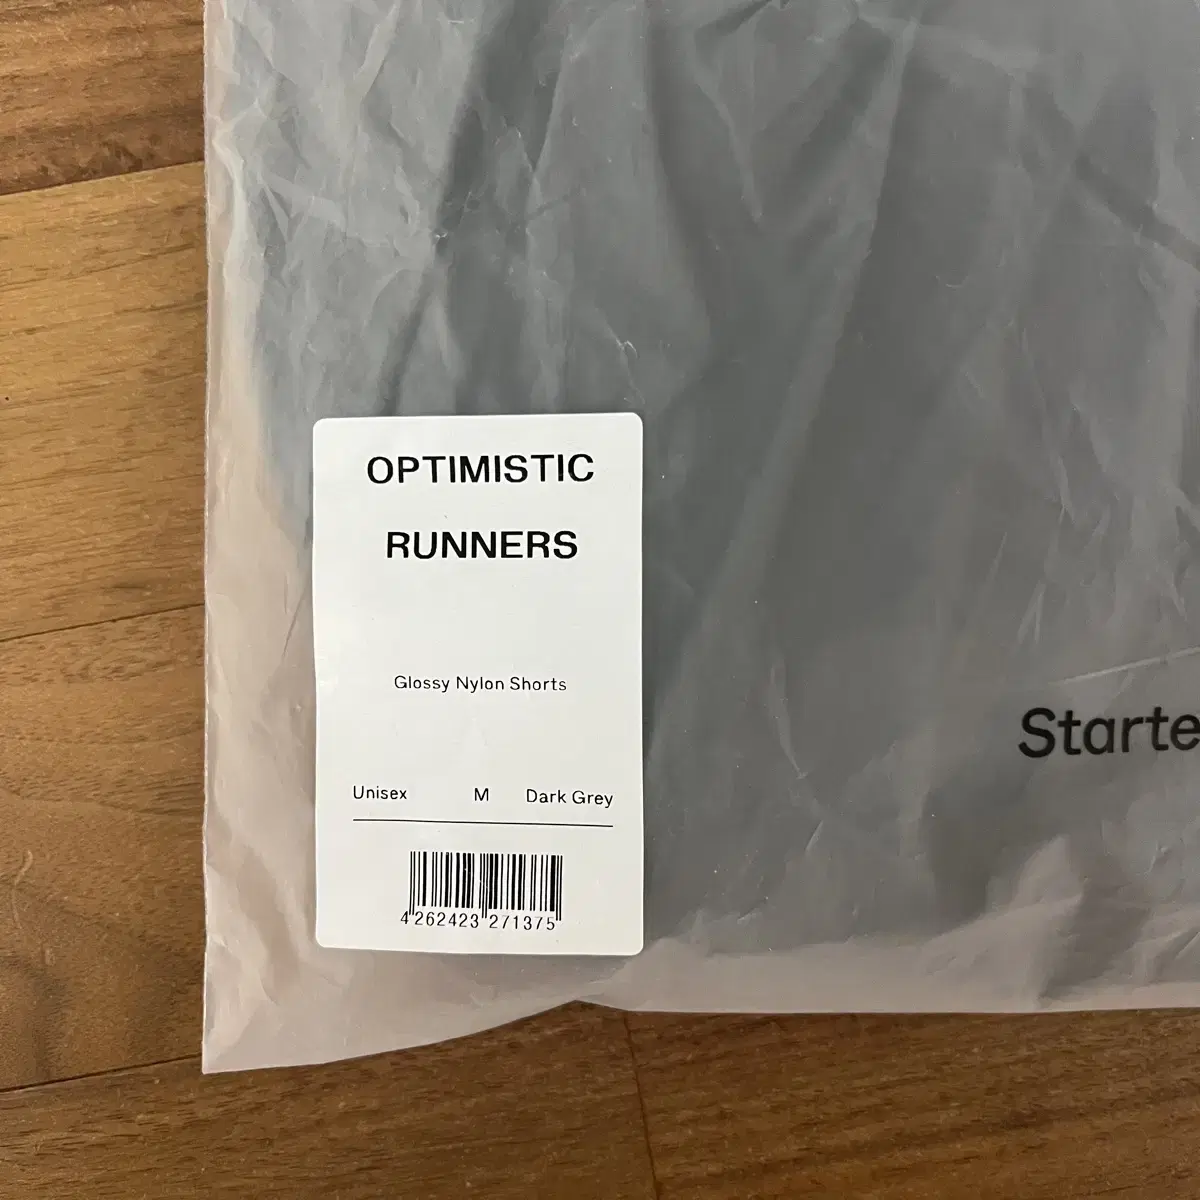 OPTIMISTIC
RUNNERS
Glossy Nylon Shorts
Unisex M Dark Grey
4 262423 271375
Starte